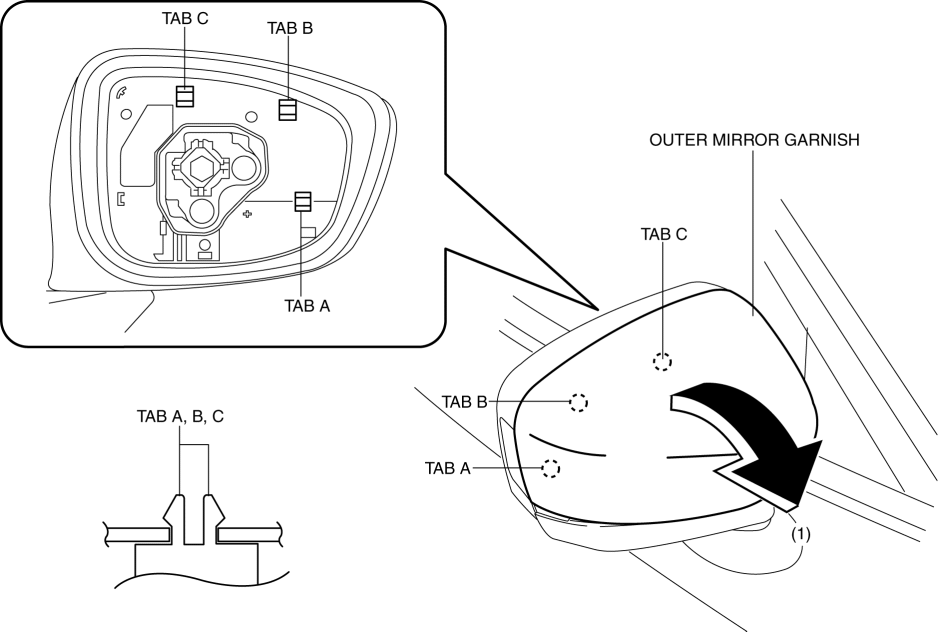 TAB C
TAB B
TAB A
OUTER MIRROR GARNISH
TAB C
TAB B
TAB A
(1)
TAB A, B, C